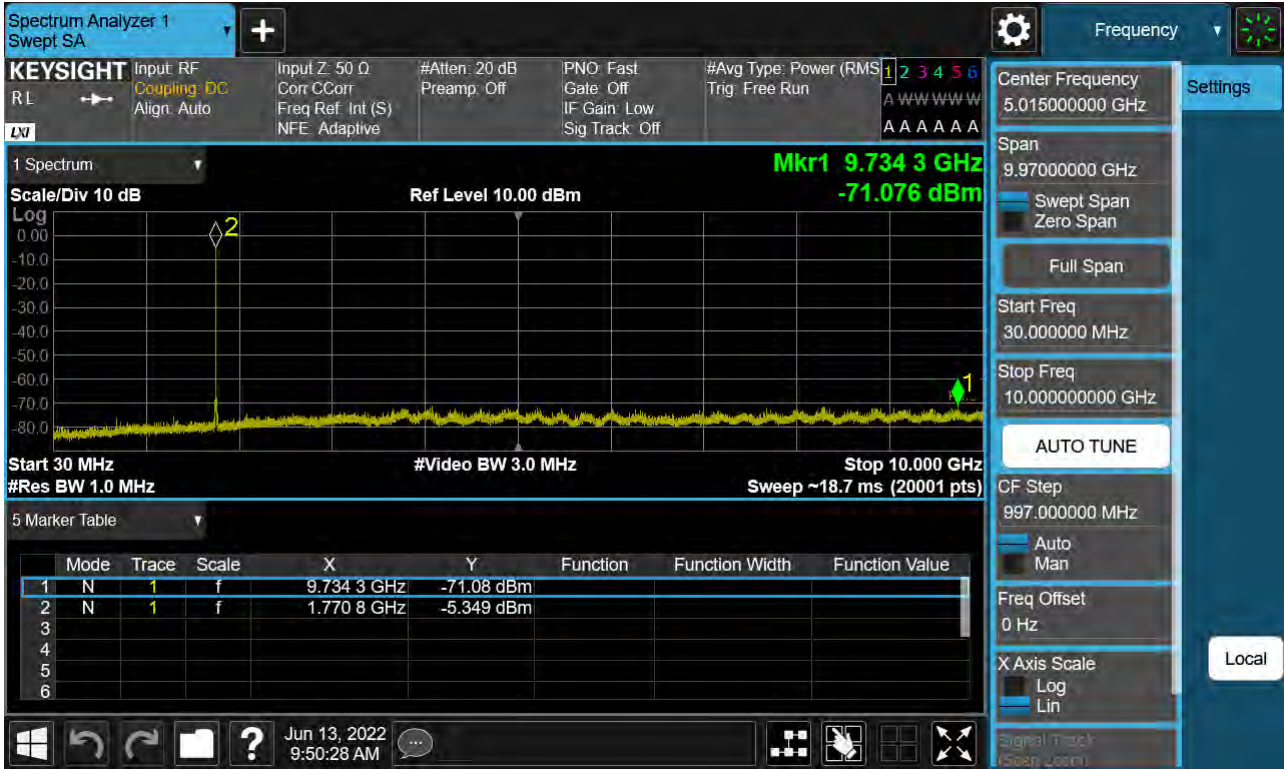 Spectrum Analyzer 1
Swept SA
Frequency
KEYSIGHT
R L
LXI
Input: RF
Coupling: DC
Align: Auto
Input Z: 50 Ω
Corr CCorr
Freq Ref: Int (S)
NFE: Adaptive
#Atten: 20 dB
Preamp: Off
PNO: Fast
Gate: Off
IF Gain: Low
Sig Track: Off
#Avg Type: Power (RMS
Trig: Free Run
1 2 3 4 5 6
A W W W W W
A A A A A A
1 Spectrum
Scale/Div 10 dB
Ref Level 10.00 dBm
Mkr1 9.734 3 GHz
-71.076 dBm
Log
0.00
-10.0
-20.0
-30.0
-40.0
-50.0
-60.0
-70.0
-80.0
2
1
Start 30 MHz
#Video BW 3.0 MHz
Stop 10.000 GHz
#Res BW 1.0 MHz
Sweep ~18.7 ms (20001 pts)
5 Marker Table
Mode Trace Scale X Y Function Function Width Function Value
1 N 1 f 9.734 3 GHz -71.08 dBm
2 N 1 f 1.770 8 GHz -5.349 dBm
3
4
5
6
Jun 13, 2022
9:50:28 AM
Center Frequency
5.015000000 GHz
Span
9.97000000 GHz
Swept Span
Zero Span
Full Span
Start Freq
30.000000 MHz
Stop Freq
10.000000000 GHz
AUTO TUNE
CF Step
997.000000 MHz
Auto
Man
Freq Offset
0 Hz
X Axis Scale
Log
Lin
Signal Track
(Span Zoom)
Settings
Local